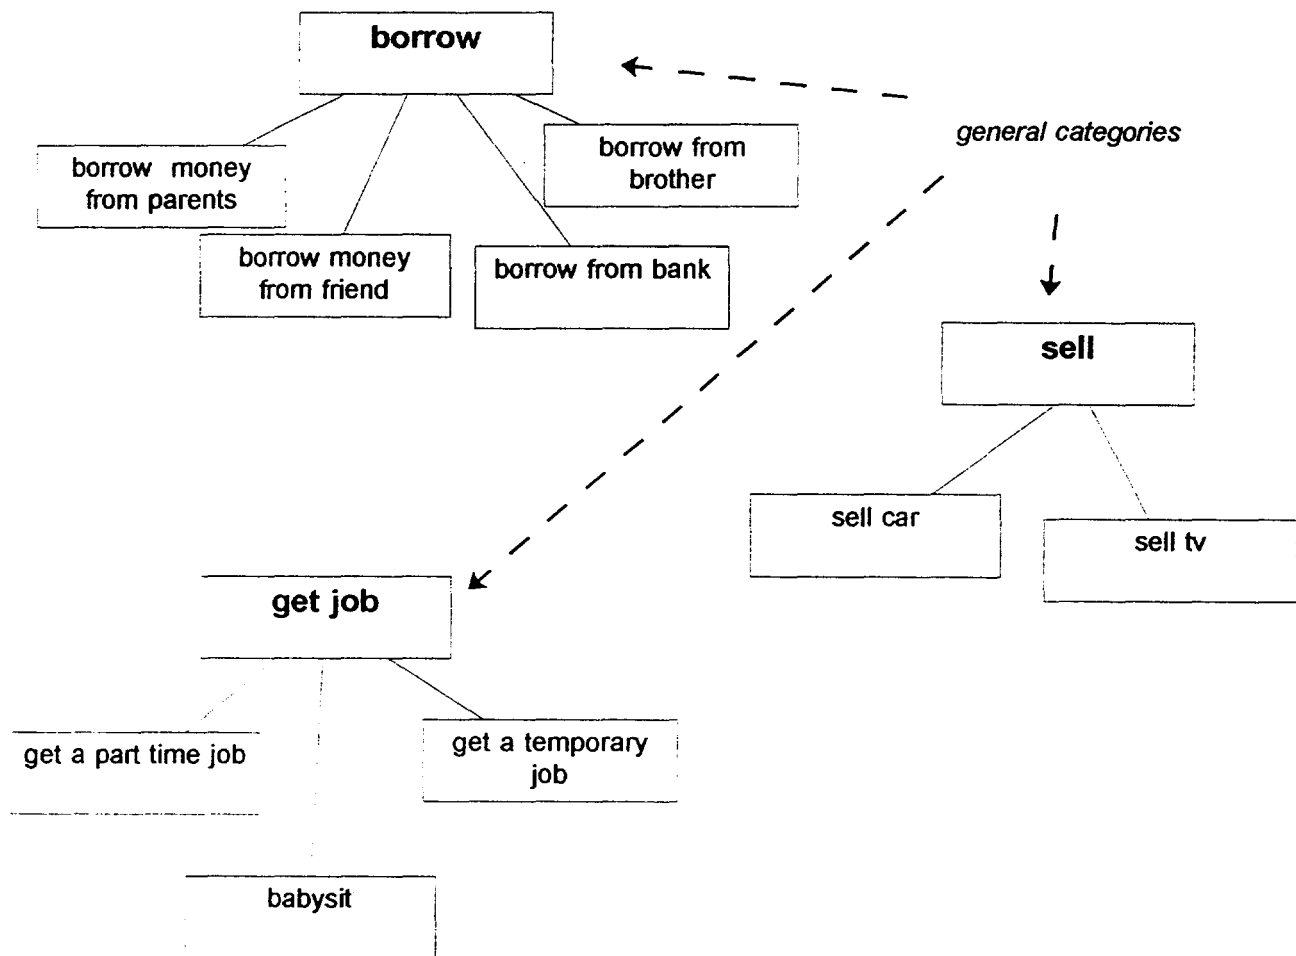 borrow
general categories
borrow money
from parents
borrow from
brother
borrow money
from friend
borrow from bank
sell
sell car
sell tv
get job
get a part time job
get a temporary
job
babysit